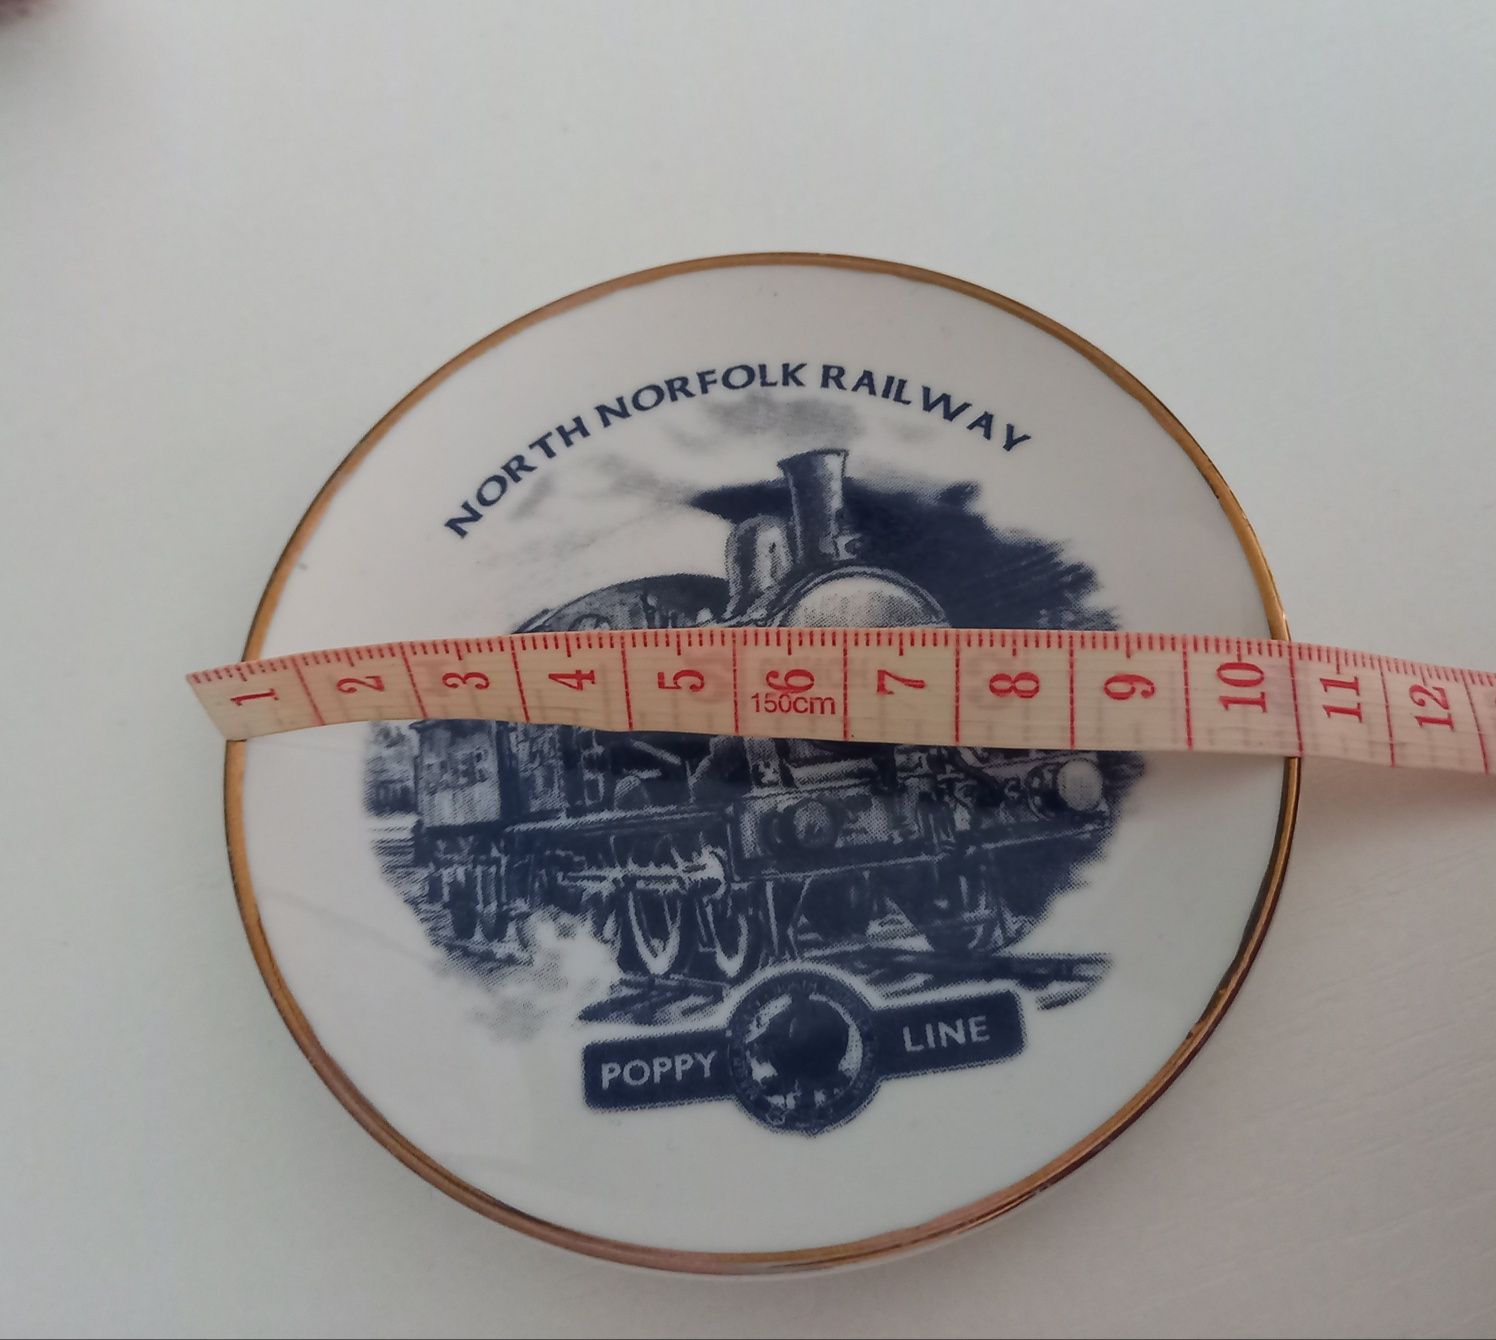 NORTH NORFOLK RAILWAY
1 2 3 4 5 6 7 8 9 10 11 12
150cm
POPPY LINE